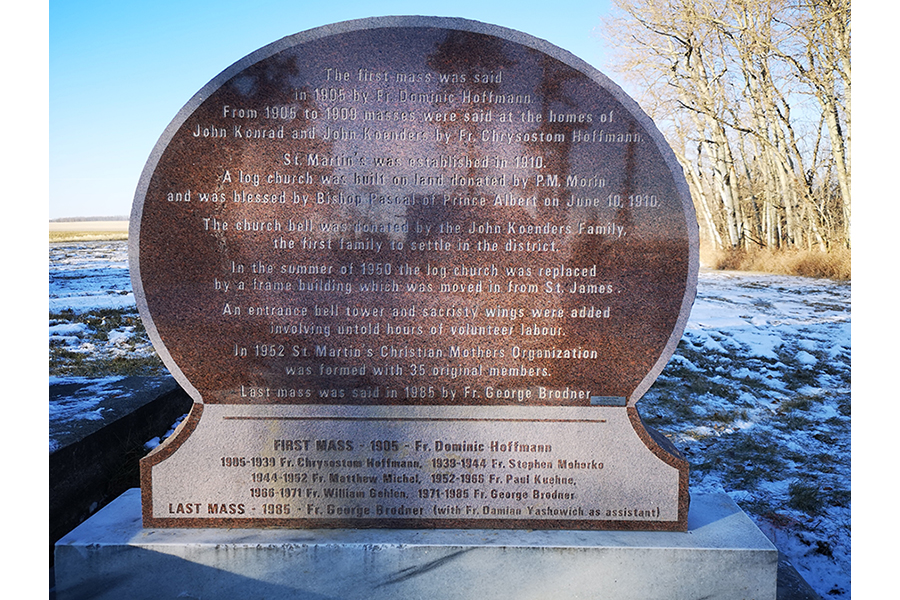 The first mass was said
in 1905 by Fr. Dominic Hoffmann.
From 1905 to 1909 masses were said at the homes of
John Konrad and John Koenders by Fr. Chrysostom Hoffmann.
St. Martin's was established in 1910.
A log church was built on land donated by P.M. Morin
and was blessed by Bishop Pascal of Prince Albert on June 10, 1910.
The church bell was donated by the John Koenders Family,
the first family to settle in the district.
In the summer of 1950 the log church was replaced
by a frame building which was moved in from St. James.
An entrance bell tower and sacristy wings were added
involving untold hours of volunteer labour.
In 1952 St. Martin's Christian Mothers Organization
was formed with 35 original members.
Last mass was said in 1985 by Fr. George Brodner
FIRST MASS - 1905 - Fr. Dominic Hoffmann
1905-1939 Fr. Chrysostom Hoffmann, 1939-1944 Fr. Stephen Moharko
1944-1952 Fr. Matthew Michel, 1952-1966 Fr. Paul Kuehne,
1966-1971 Fr. William Gehlen, 1971-1985 Fr. George Brodner
LAST MASS - 1985 - Fr. George Brodner (with Fr. Damian Yaskowich as assistant)